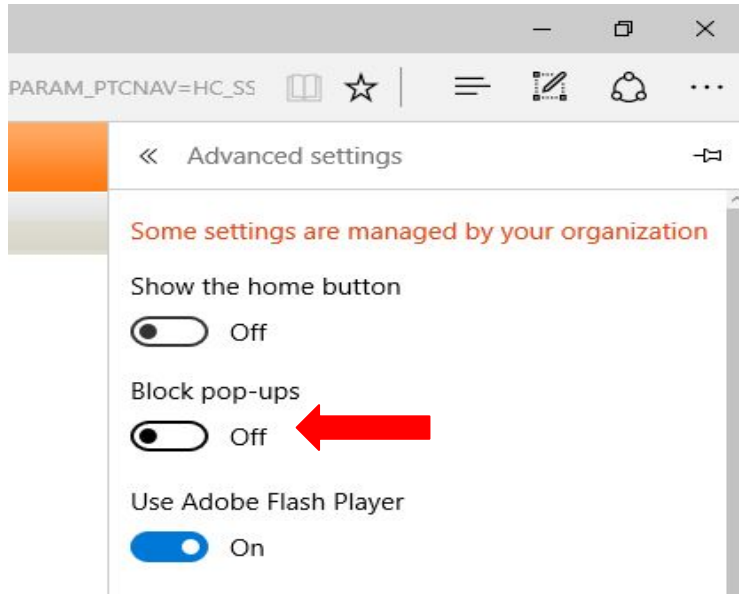 PARAM_PTCNAV=HC_SS
Advanced settings
Some settings are managed by your organization
Show the home button
Off
Block pop-ups
Off
Use Adobe Flash Player
On